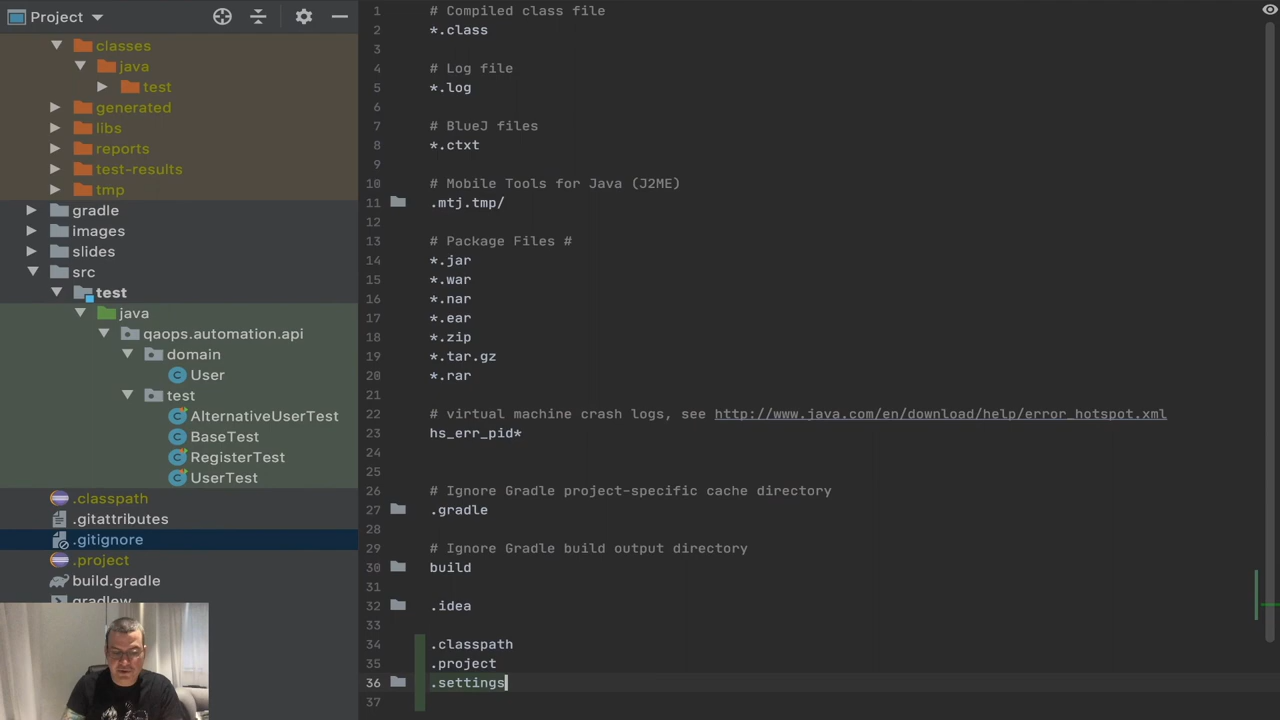 Project
classes
java
test
generated
libs
reports
test-results
tmp
gradle
images
slides
src
test
java
qaops.automation.api
domain
User
test
AlternativeUserTest
BaseTest
RegisterTest
UserTest
.classpath
.gitattributes
.gitignore
.project
build.gradle
gradlew
1 # Compiled class file
2 *.class
3
4 # Log file
5 *.log
6
7 # BlueJ files
8 *.ctxt
9
10 # Mobile Tools for Java (J2ME)
11 .mtj.tmp/
12
13 # Package Files #
14 *.jar
15 *.war
16 *.nar
17 *.ear
18 *.zip
19 *.tar.gz
20 *.rar
21
22 # virtual machine crash logs, see http://www.java.com/en/download/help/error_hotspot.xml
23 hs_err_pid*
24
25
26 # Ignore Gradle project-specific cache directory
27 .gradle
28
29 # Ignore Gradle build output directory
30 build
31
32 .idea
33
34 .classpath
35 .project
36 .settings
37